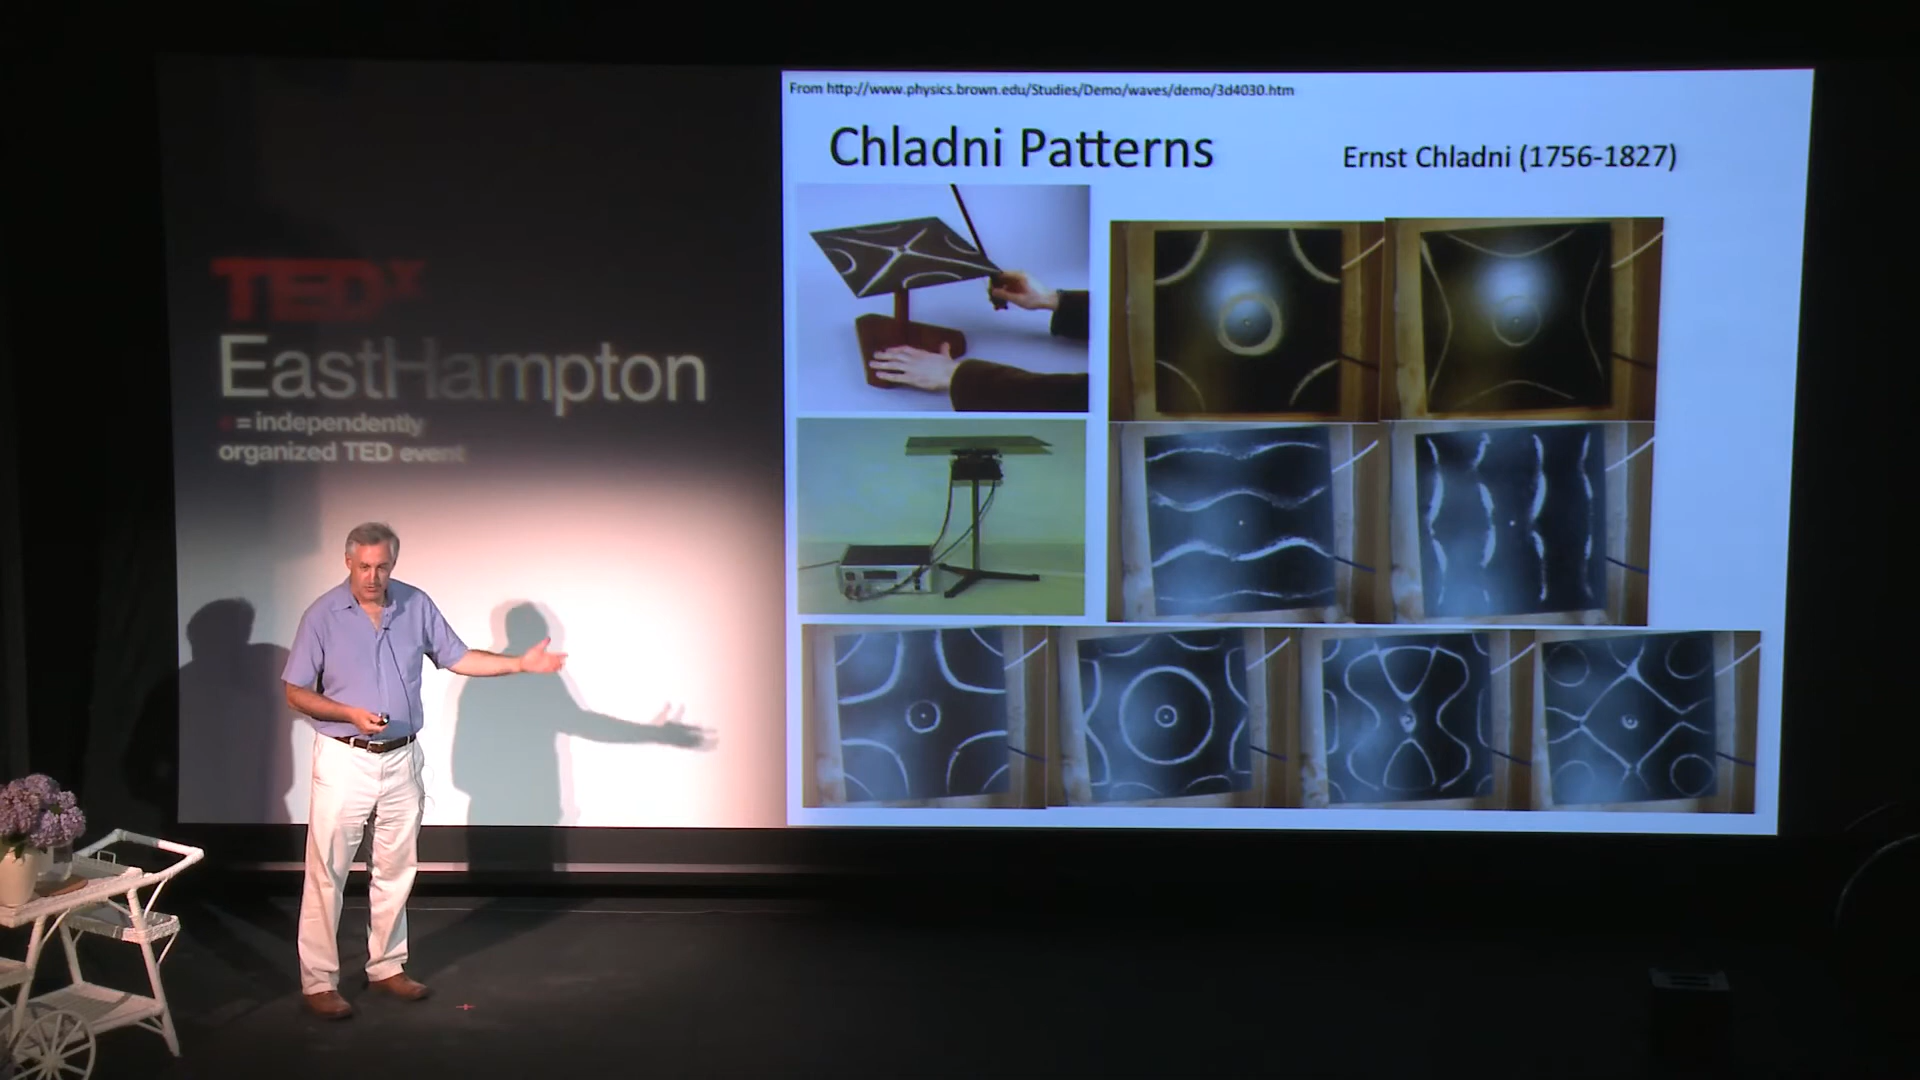 From http://www.physics.brown.edu/Studies/Demo/waves/demo/3d4030.htm
Chladni Patterns
Ernst Chladni (1756-1827)
TEDx
EastHampton
x = independently
organized TED event